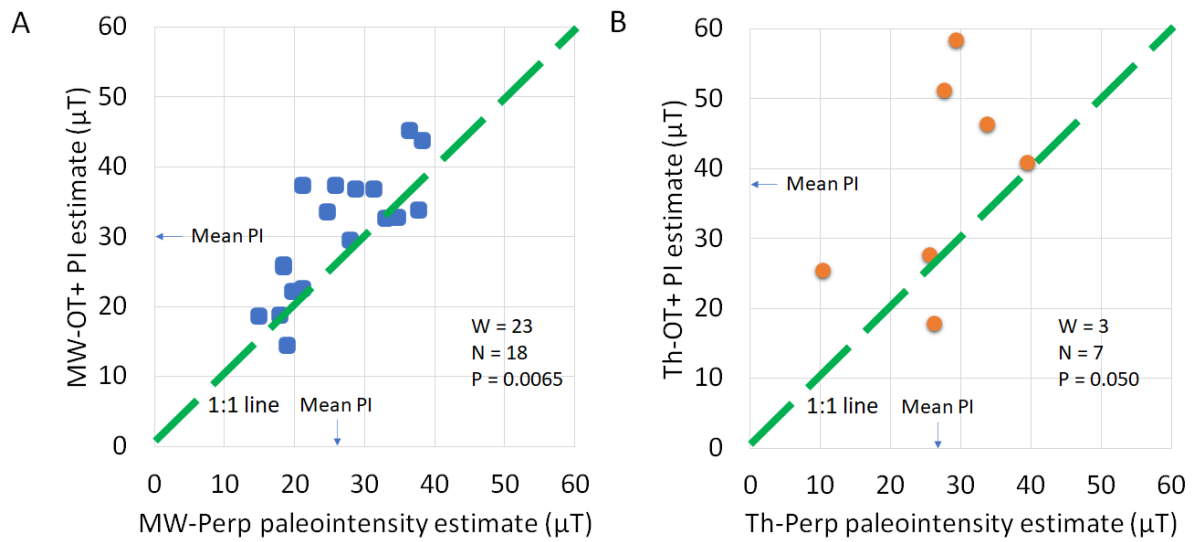 A
MW-OT+ PI estimate (µT)
60
50
40
30
20
10
0
Mean PI
W = 23
N = 18
P = 0.0065
1:1 line
Mean PI
0 10 20 30 40 50 60
MW-Perp paleointensity estimate (µT)
B
Th-OT+ PI estimate (µT)
60
50
40
30
20
10
0
Mean PI
W = 3
N = 7
P = 0.050
1:1 line
Mean PI
0 10 20 30 40 50 60
Th-Perp paleointensity estimate (µT)